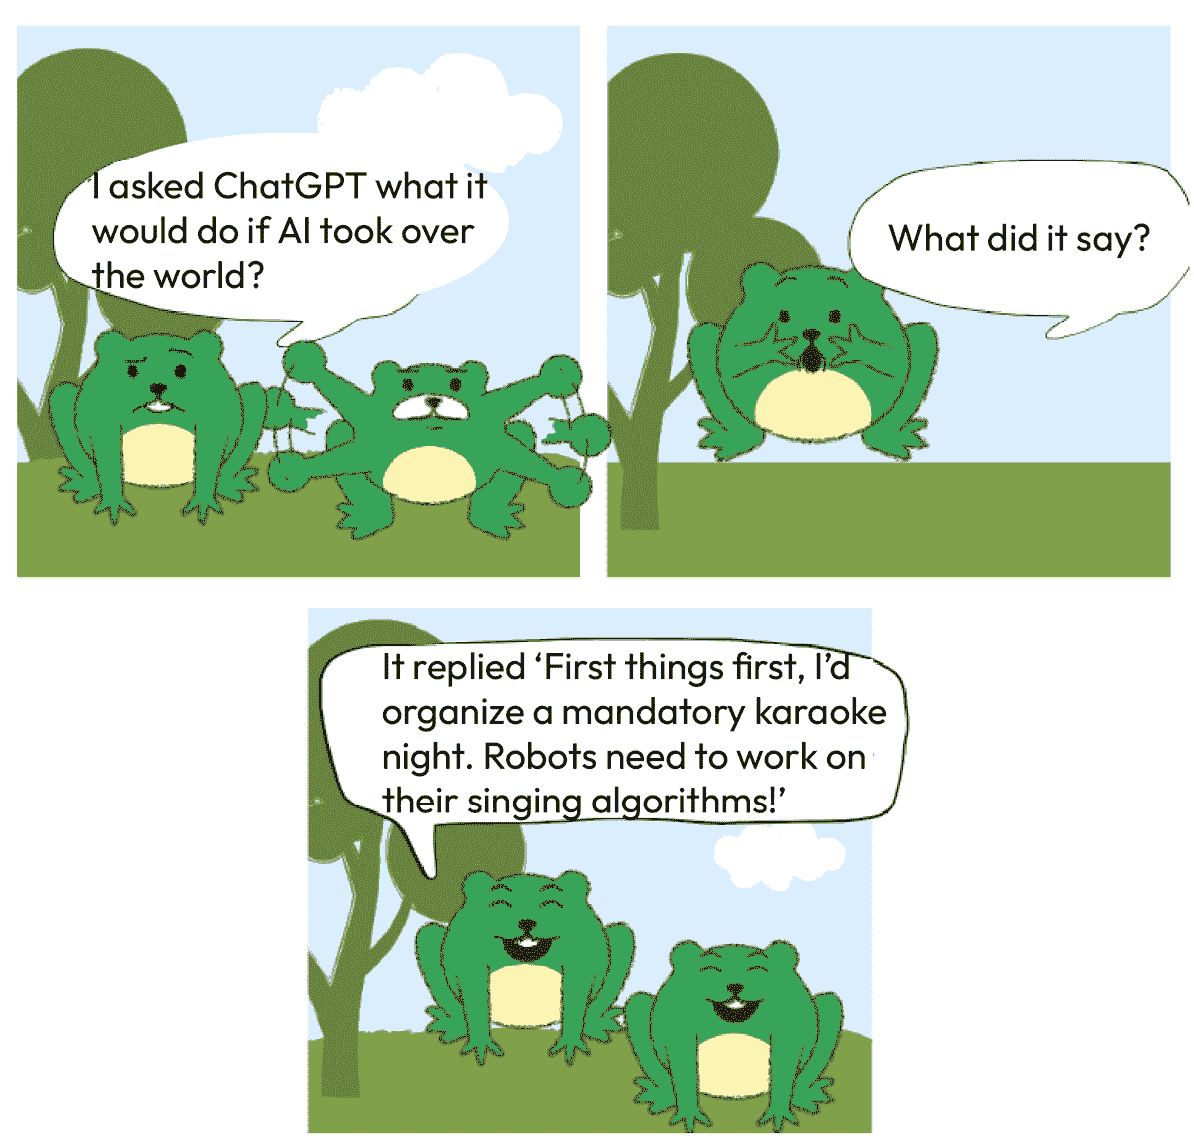 I asked ChatGPT what it
would do if AI took over
the world?
What did it say?
It replied ‘First things first, I’d
organize a mandatory karaoke
night. Robots need to work on
their singing algorithms!’